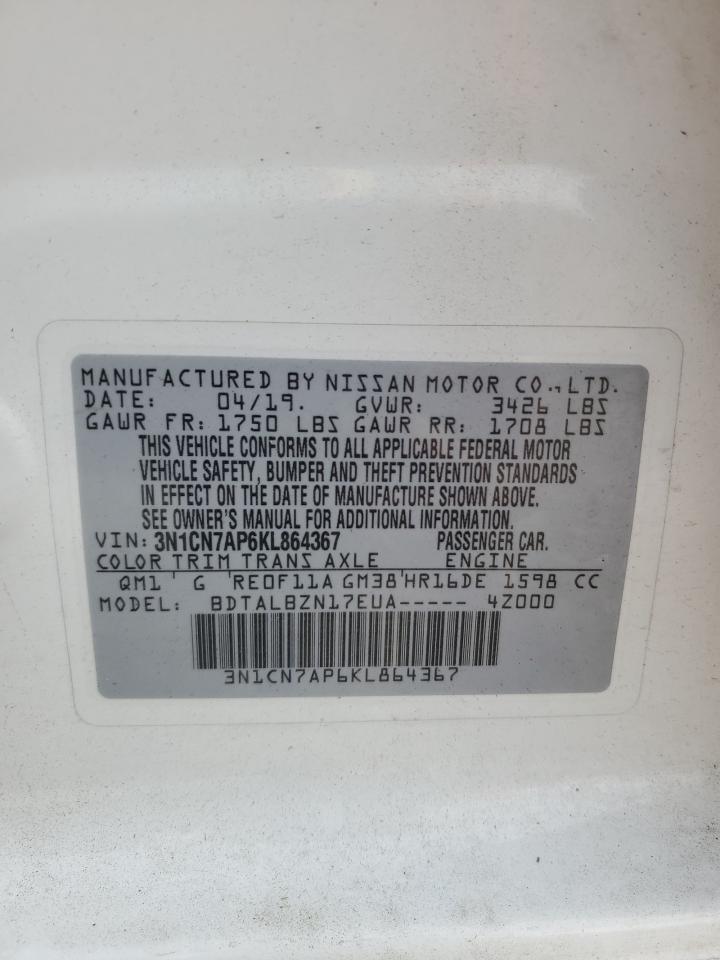 MANUFACTURED BY NISSAN MOTOR CO., LTD.
DATE: 04/19. GVWR: 3426 LBS
GAWR FR: 1750 LBS GAWR RR: 1708 LBS
THIS VEHICLE CONFORMS TO ALL APPLICABLE FEDERAL MOTOR
VEHICLE SAFETY, BUMPER AND THEFT PREVENTION STANDARDS
IN EFFECT ON THE DATE OF MANUFACTURE SHOWN ABOVE.
SEE OWNER'S MANUAL FOR ADDITIONAL INFORMATION.
VIN: 3N1CN7AP6KL864367 PASSENGER CAR.
COLOR TRIM TRANS AXLE ENGINE
QM1 ' G RE0F11A GM38'HR16DE 1598 CC
MODEL: BDTALBZN17EUA----- 4Z000
3N1CN7AP6KL864367